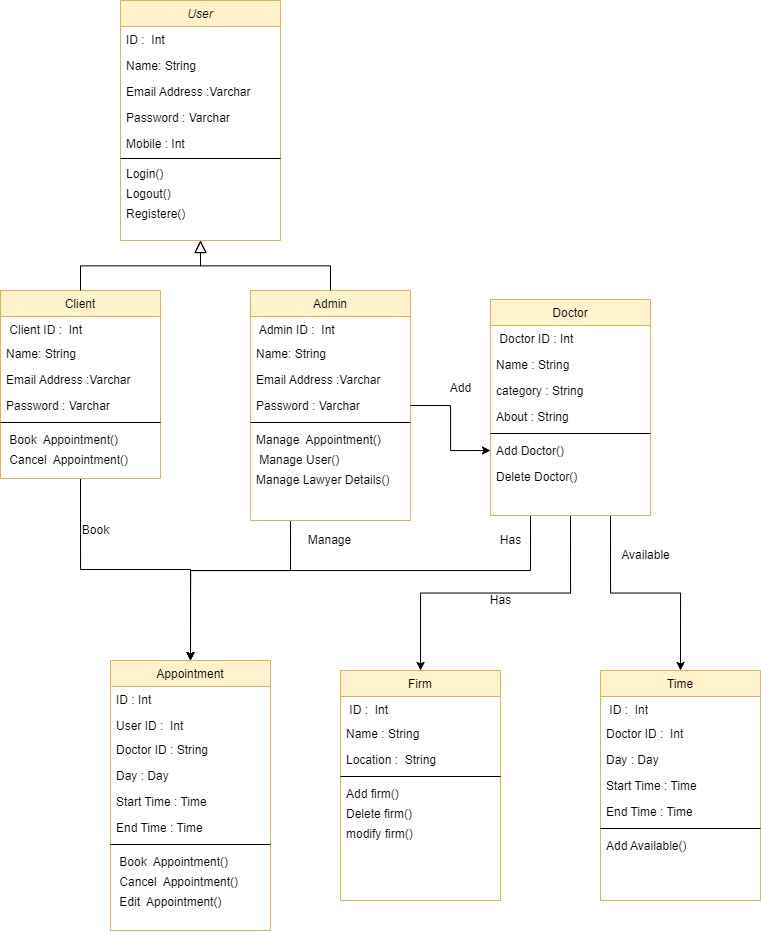 User
ID :  Int
Name: String
Email Address :Varchar
Password : Varchar
Mobile : Int
Login()
Logout()
Registere()
Client
Client ID :  Int
Name: String
Email Address :Varchar
Password : Varchar
Book  Appointment()
Cancel  Appointment()
Admin
Admin ID :  Int
Name: String
Email Address :Varchar
Password : Varchar
Manage  Appointment()
Manage User()
Manage Lawyer Details()
Add
Doctor
Doctor ID : Int
Name : String
category : String
About : String
Add Doctor()
Delete Doctor()
Book
Manage
Has
Has
Available
Appointment
ID : Int
User ID :  Int
Doctor ID : String
Day : Day
Start Time : Time
End Time : Time
Book  Appointment()
Cancel  Appointment()
Edit  Appointment()
Firm
ID :  Int
Name : String
Location :  String
Add firm()
Delete firm()
modify firm()
Time
ID :  Int
Doctor ID :  Int
Day : Day
Start Time : Time
End Time : Time
Add Available()